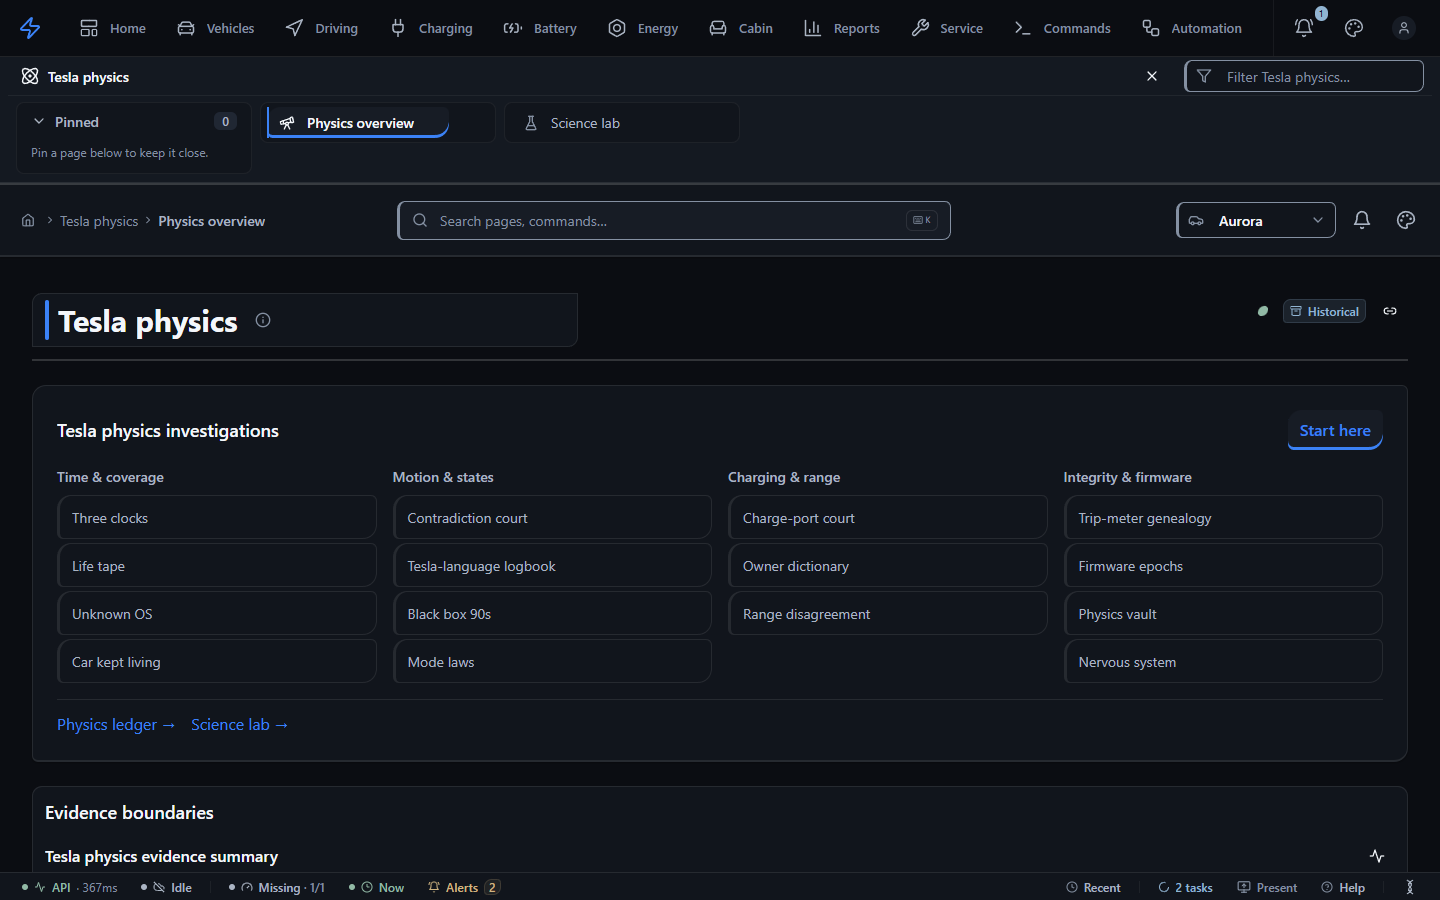 Home
Vehicles
Driving
Charging
Battery
Energy
Cabin
Reports
Service
Commands
Automation
1
Tesla physics
Filter Tesla physics...
Pinned
0
Pin a page below to keep it close.
Physics overview
Science lab
Tesla physics
Physics overview
Search pages, commands...
K
Aurora
Tesla physics
Historical
Tesla physics investigations
Start here
Time & coverage
Three clocks
Life tape
Unknown OS
Car kept living
Motion & states
Contradiction court
Tesla-language logbook
Black box 90s
Mode laws
Charging & range
Charge-port court
Owner dictionary
Range disagreement
Integrity & firmware
Trip-meter genealogy
Firmware epochs
Physics vault
Nervous system
Physics ledger →
Science lab →
Evidence boundaries
Tesla physics evidence summary
API · 367ms
Idle
Missing · 1/1
Now
Alerts 2
Recent
2 tasks
Present
Help